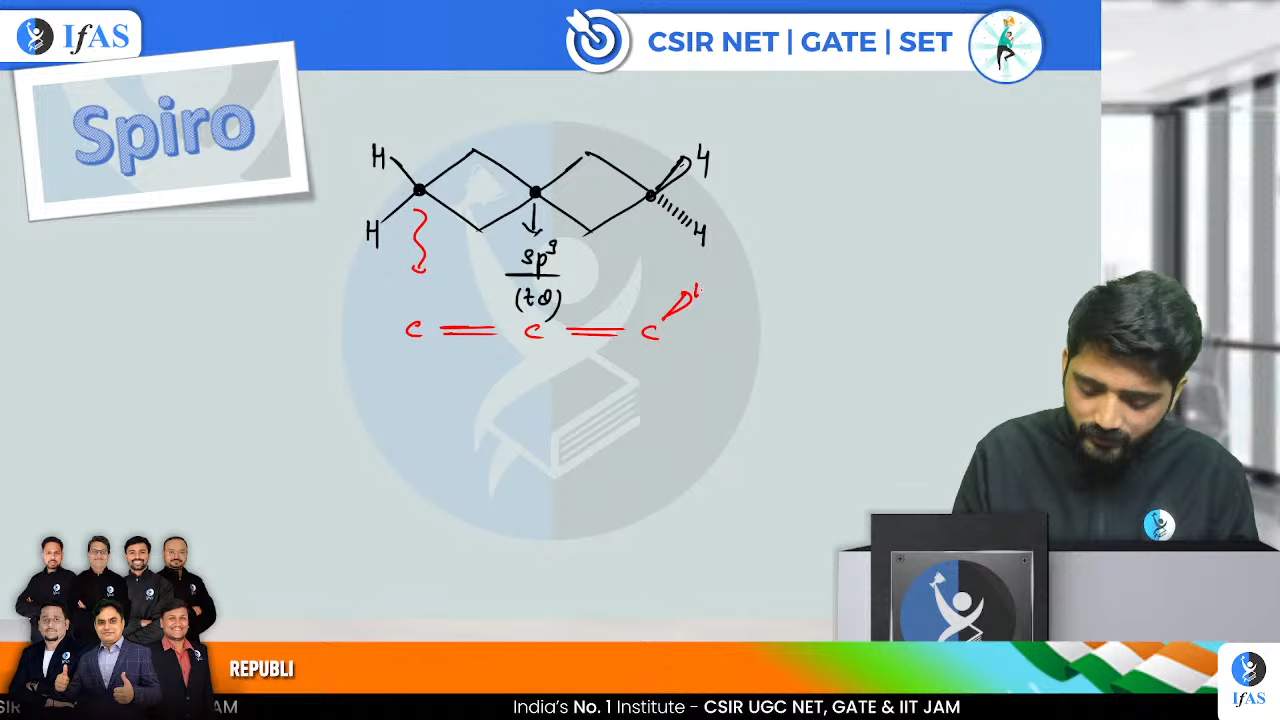 IfAS
CSIR NET | GATE | SET
Spiro
H
H
H
H
sp³
(td)
C = C = C
REPUBLI
India's No. 1 Institute - CSIR UGC NET, GATE & IIT JAM
AM
IfAS